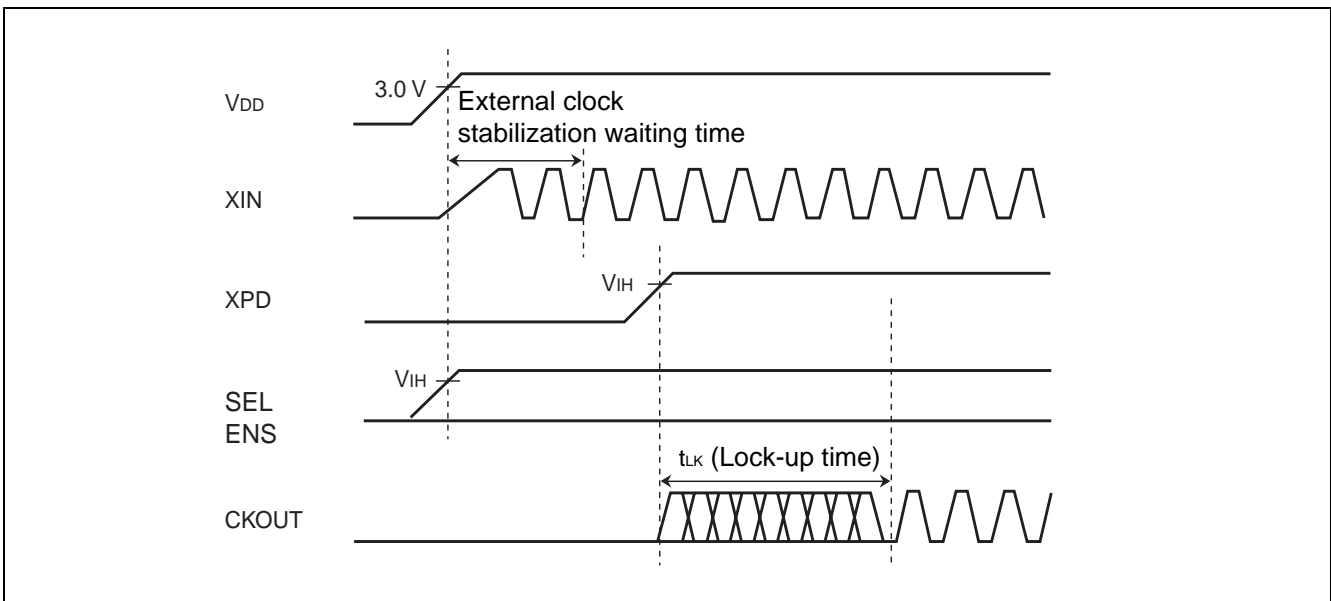 VDD
3.0 V
External clock
stabilization waiting time
XIN
XPD
VIH
VIH
SEL
ENS
tLK (Lock-up time)
CKOUT